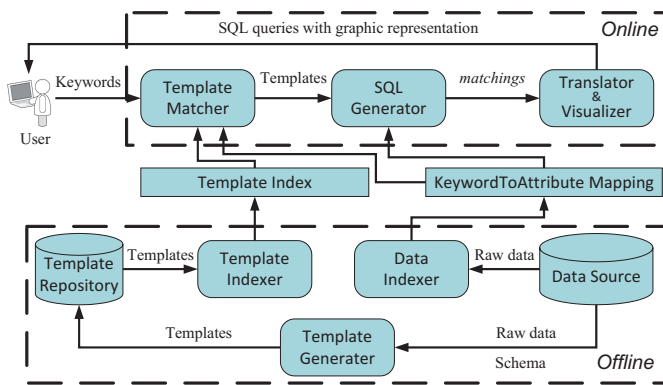 SQL queries with graphic representation
Online
Keywords
Template
Matcher
Templates
SQL
Generator
matchings
Translator
&
Visualizer
User
Template Index
KeywordToAttribute Mapping
Template
Repository
Templates
Template
Indexer
Data
Indexer
Raw data
Data Source
Templates
Template
Generater
Raw data
Schema
Offline